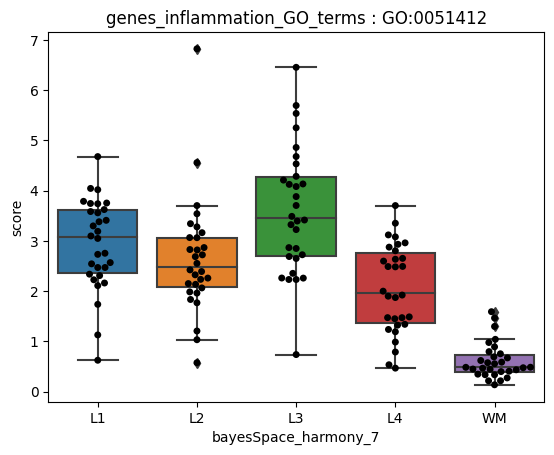 genes_inflammation_GO_terms : GO:0051412
score
7
6
5
4
3
2
1
0
L1 L2 L3 L4 WM
bayesSpace_harmony_7